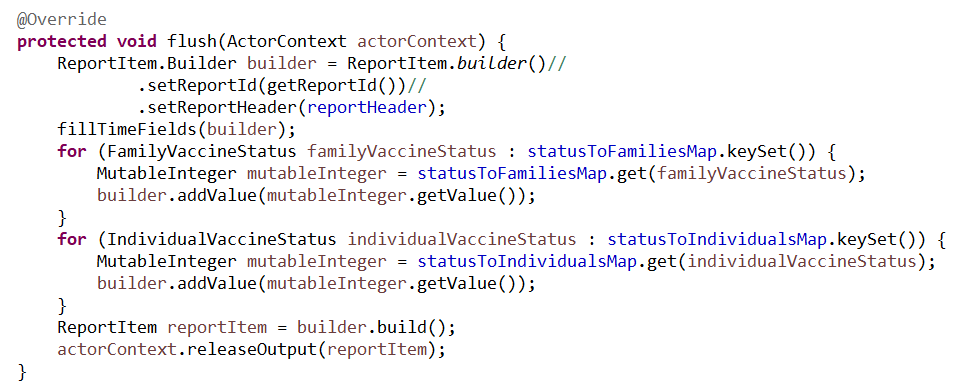 @Override
protected void flush(ActorContext actorContext) {
    ReportItem.Builder builder = ReportItem.builder()//
            .setReportId(getReportId())//
            .setReportHeader(reportHeader);
    fillTimeFields(builder);
    for (FamilyVaccineStatus familyVaccineStatus : statusToFamiliesMap.keySet()) {
        MutableInteger mutableInteger = statusToFamiliesMap.get(familyVaccineStatus);
        builder.addValue(mutableInteger.getValue());
    }
    for (IndividualVaccineStatus individualVaccineStatus : statusToIndividualsMap.keySet()) {
        MutableInteger mutableInteger = statusToIndividualsMap.get(individualVaccineStatus);
        builder.addValue(mutableInteger.getValue());
    }
    ReportItem reportItem = builder.build();
    actorContext.releaseOutput(reportItem);
}